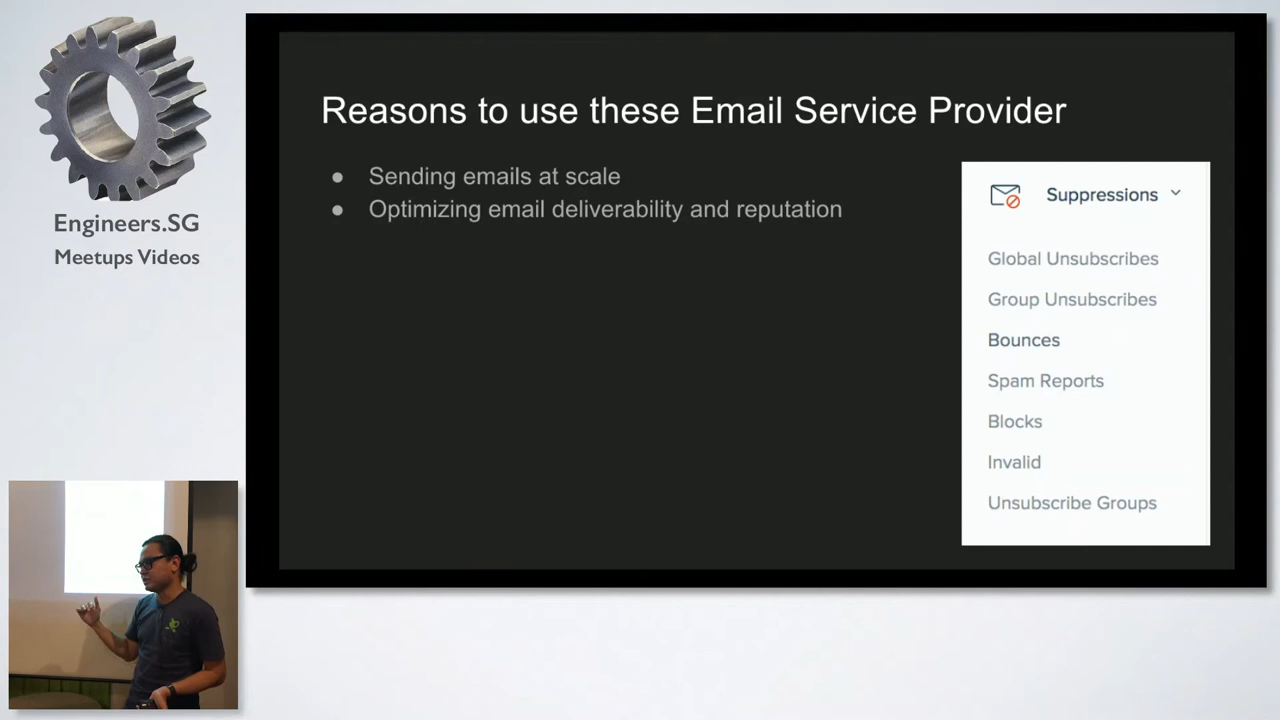 Engineers.SG
Meetups Videos
Reasons to use these Email Service Provider
● Sending emails at scale
● Optimizing email deliverability and reputation
Suppressions
Global Unsubscribes
Group Unsubscribes
Bounces
Spam Reports
Blocks
Invalid
Unsubscribe Groups